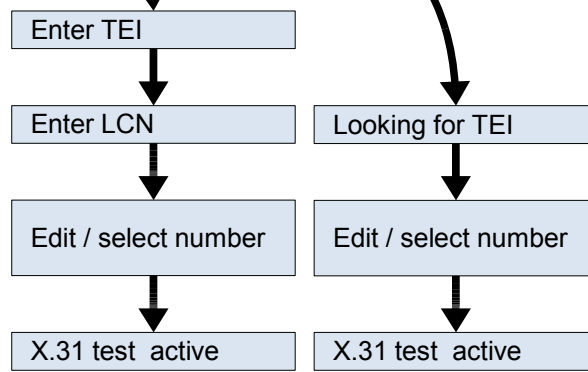 Enter TEI
Enter LCN
Edit / select number
X.31 test active
Looking for TEI
Edit / select number
X.31 test active